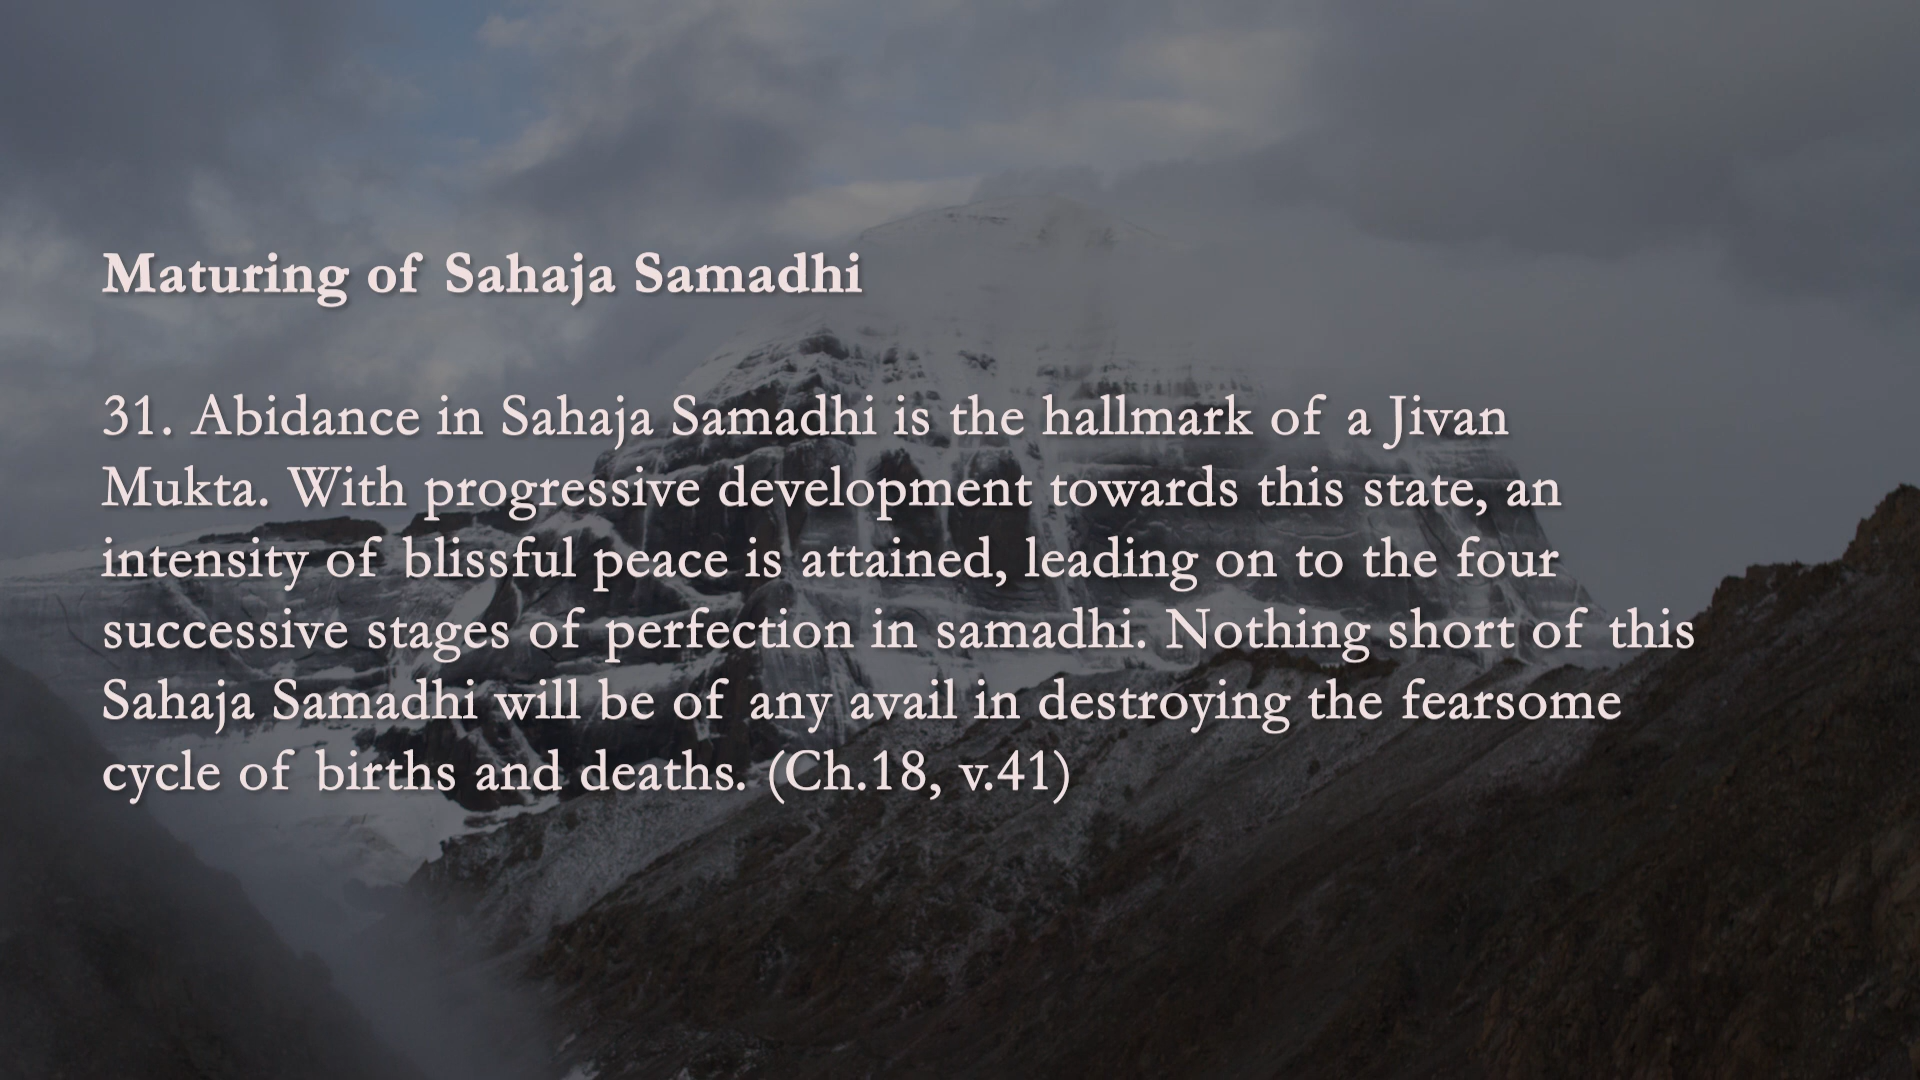 Maturing of Sahaja Samadhi
31. Abidance in Sahaja Samadhi is the hallmark of a Jivan
Mukta. With progressive development towards this state, an
intensity of blissful peace is attained, leading on to the four
successive stages of perfection in samadhi. Nothing short of this
Sahaja Samadhi will be of any avail in destroying the fearsome
cycle of births and deaths. (Ch.18, v.41)